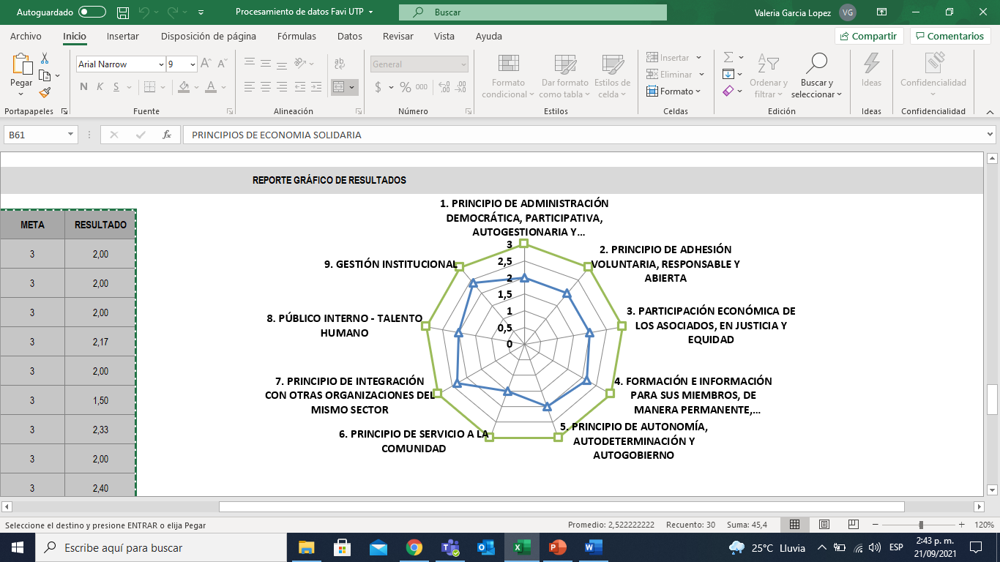 Autoguardado
Procesamiento de datos Favi UTP
Buscar
Valeria Garcia Lopez
VG
Archivo Inicio Insertar Disposición de página Fórmulas Datos Revisar Vista Ayuda
Compartir
Comentarios
Pegar
Arial Narrow
9
N K S
ab
General
$ % 000
Formato condicional
Dar formato como tabla
Estilos de celda
Insertar
Eliminar
Formato
Ordenar y filtrar
Buscar y seleccionar
Ideas
Confidencialidad
Portapapeles
Fuente
Alineación
Número
Estilos
Celdas
Edición
Ideas
Confidencialidad
B61
fx
PRINCIPIOS DE ECONOMIA SOLIDARIA
REPORTE GRÁFICO DE RESULTADOS
META RESULTADO
3 2,00
3 2,00
3 2,00
3 2,17
3 2,00
3 1,50
3 2,33
3 2,00
3 2,40
1. PRINCIPIO DE ADMINISTRACIÓN
DEMOCRÁTICA, PARTICIPATIVA,
AUTOGESTIONARIA Y...
2. PRINCIPIO DE ADHESIÓN
VOLUNTARIA, RESPONSABLE Y
ABIERTA
3. PARTICIPACIÓN ECONÓMICA DE
LOS ASOCIADOS, EN JUSTICIA Y
EQUIDAD
4. FORMACIÓN E INFORMACIÓN
PARA SUS MIEMBROS, DE
MANERA PERMANENTE,...
5. PRINCIPIO DE AUTONOMÍA,
AUTODETERMINACIÓN Y
AUTOGOBIERNO
6. PRINCIPIO DE SERVICIO A LA
COMUNIDAD
7. PRINCIPIO DE INTEGRACIÓN
CON OTRAS ORGANIZACIONES DEL
MISMO SECTOR
8. PÚBLICO INTERNO - TALENTO
HUMANO
9. GESTIÓN INSTITUCIONAL
3
2,5
2
1,5
1
0,5
0
Seleccione el destino y presione ENTRAR o elija Pegar
Promedio: 2,522222222 Recuento: 30 Suma: 45,4
120%
Escribe aquí para buscar
25°C Lluvia
ESP
2:43 p. m.
21/09/2021